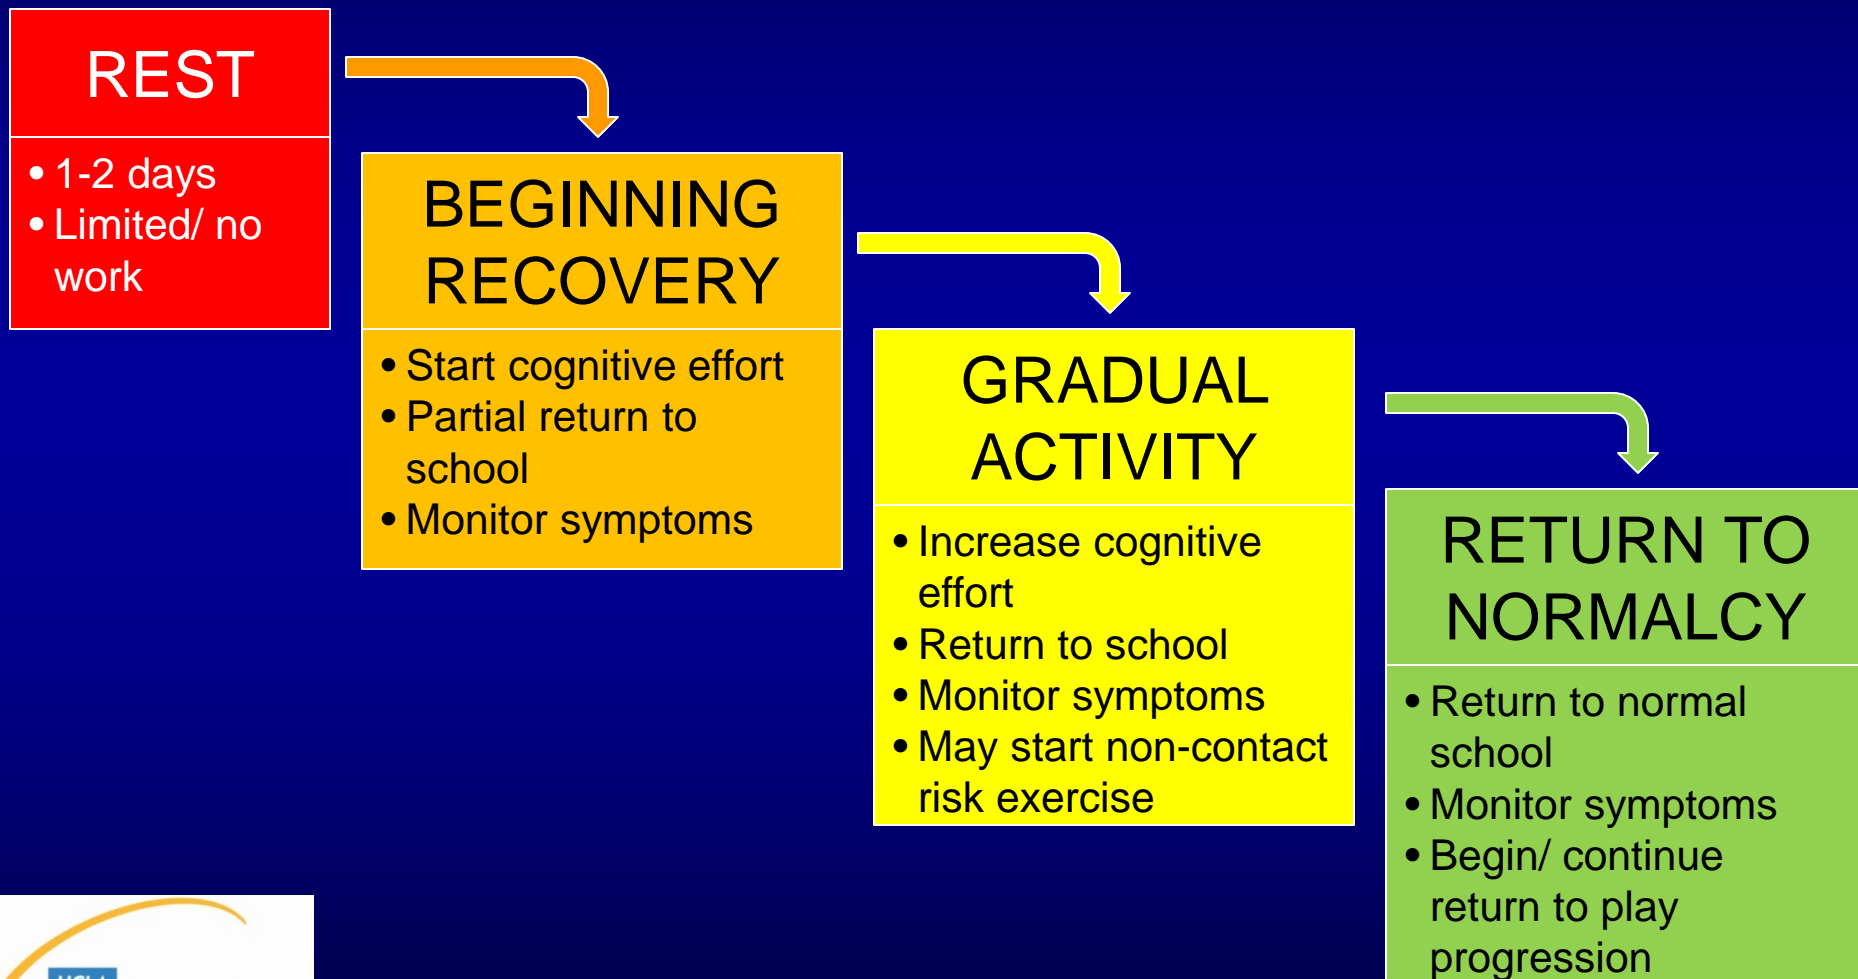 REST
• 1-2 days
• Limited/ no
work
BEGINNING
RECOVERY
• Start cognitive effort
• Partial return to
school
• Monitor symptoms
GRADUAL
ACTIVITY
• Increase cognitive
effort
• Return to school
• Monitor symptoms
• May start non-contact
risk exercise
RETURN TO
NORMALCY
• Return to normal
school
• Monitor symptoms
• Begin/ continue
return to play
progression
UCLA